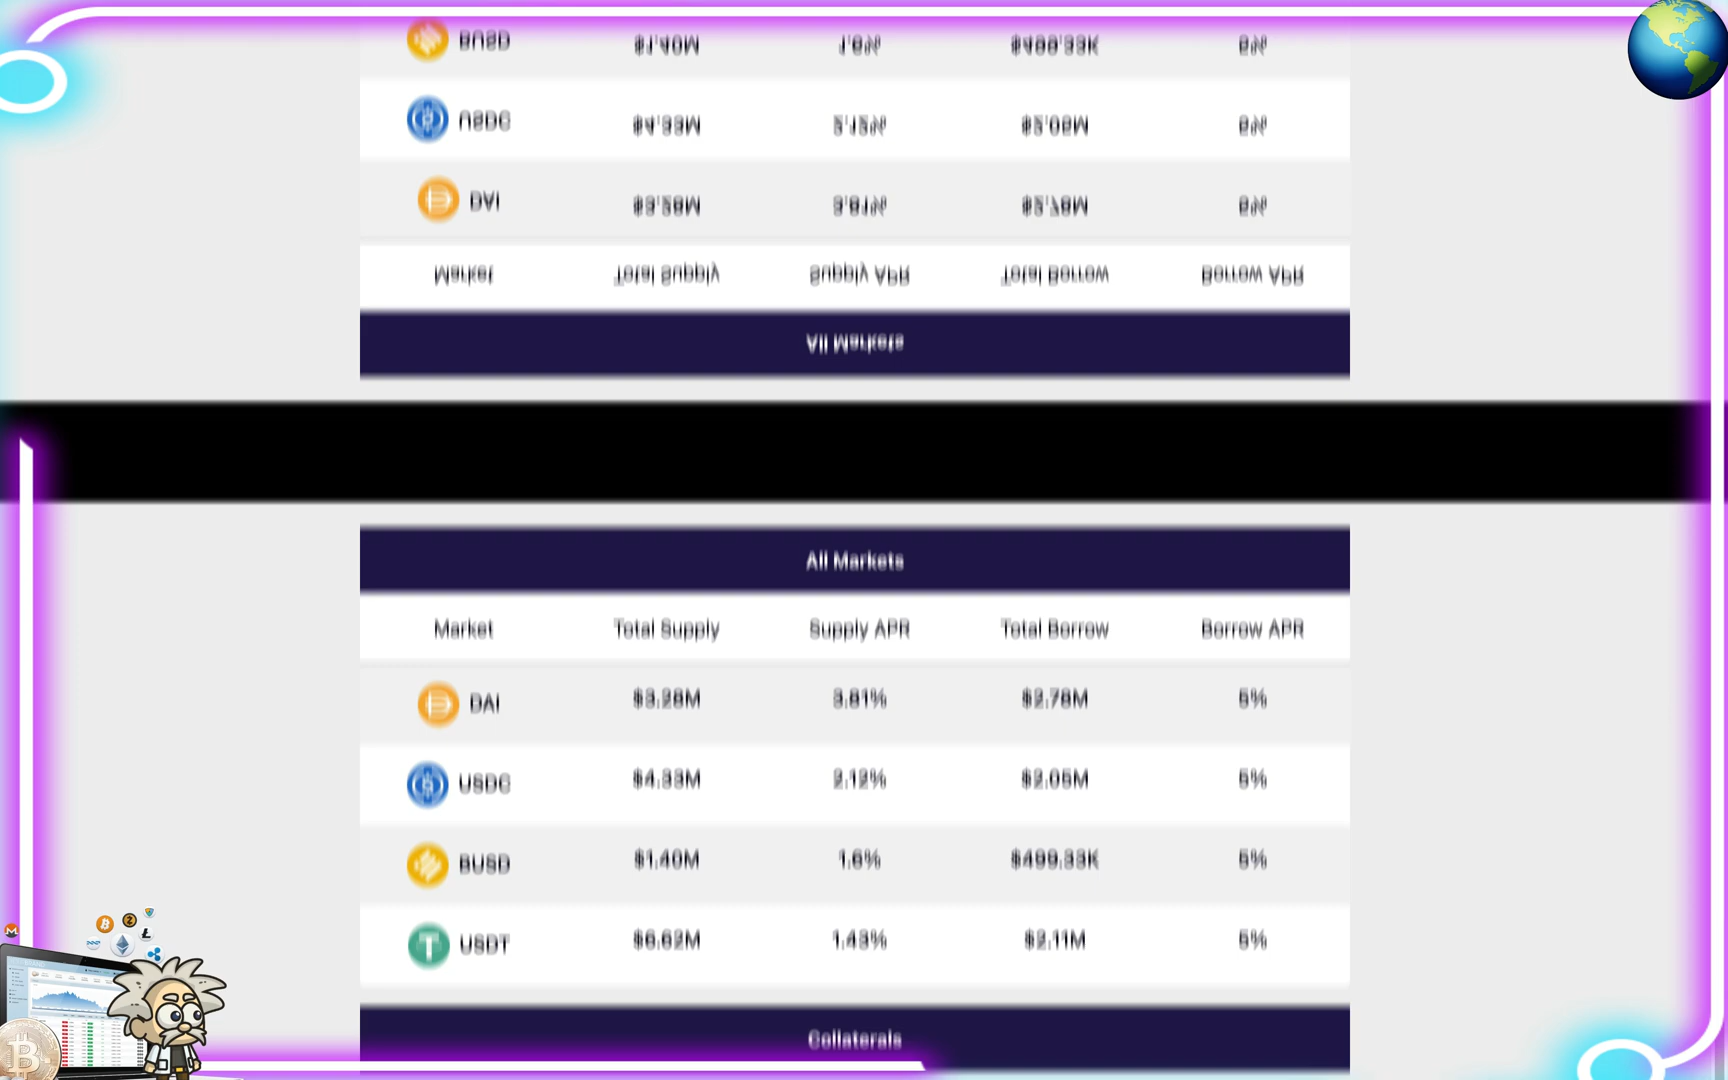 All Markets
Market Total Supply Supply APR Total Borrow Borrow APR
DAI $3.28M 3.81% $2.78M 5%
USDC $4.33M 2.12% $2.05M 5%
BUSD $1.40M 1.6% $499.33K 5%
USDT $6.62M 1.43% $2.11M 5%
Collaterals